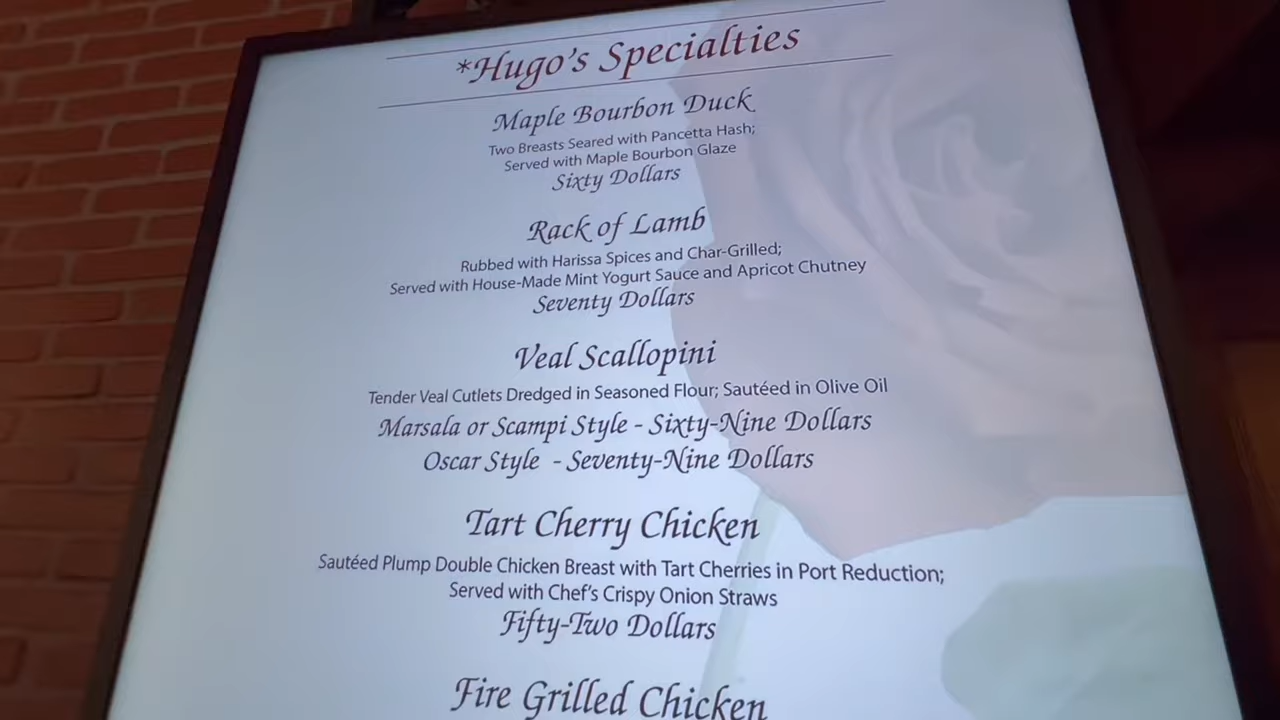 *Hugo's Specialties
Maple Bourbon Duck
Two Breasts Seared with Pancetta Hash;
Served with Maple Bourbon Glaze
Sixty Dollars
Rack of Lamb
Rubbed with Harissa Spices and Char-Grilled;
Served with House-Made Mint Yogurt Sauce and Apricot Chutney
Seventy Dollars
Veal Scallopini
Tender Veal Cutlets Dredged in Seasoned Flour; Sautéed in Olive Oil
Marsala or Scampi Style - Sixty-Nine Dollars
Oscar Style - Seventy-Nine Dollars
Tart Cherry Chicken
Sautéed Plump Double Chicken Breast with Tart Cherries in Port Reduction;
Served with Chef's Crispy Onion Straws
Fifty-Two Dollars
Fire Grilled Chicken